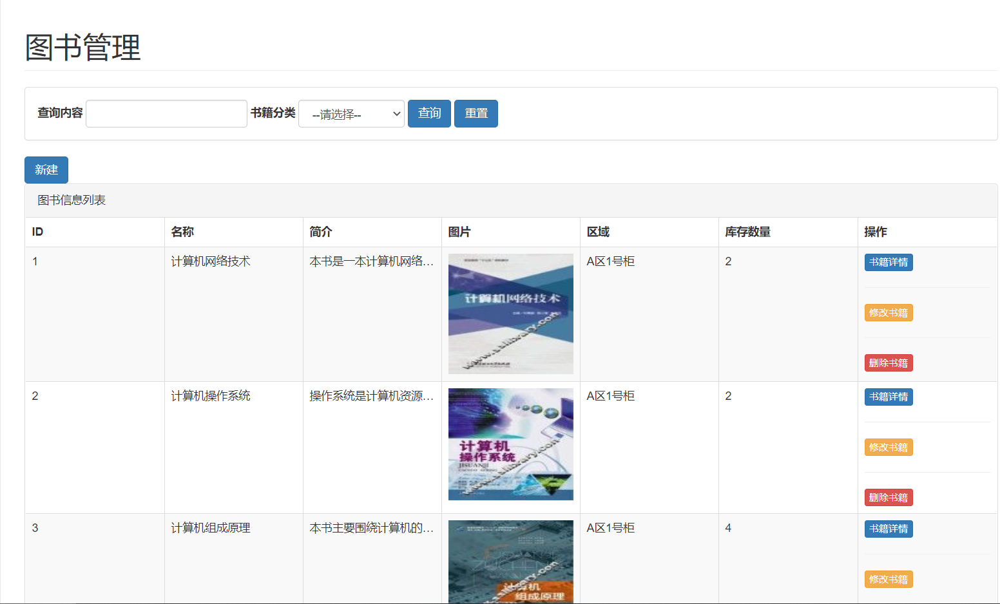 图书管理
查询内容 书籍分类 --请选择-- 查询 重置
新建
图书信息列表
ID 名称 简介 图片 区域 库存数量 操作
1 计算机网络技术 本书是一本计算机网络... A区1号柜 2 书籍详情
计算机网络技术
www.aalibrary.com
修改书籍
删除书籍
2 计算机操作系统 操作系统是计算机资源... A区1号柜 2 书籍详情
计算机
操作系统
JISUANJI
CAOZUO XITONG
www.aalibrary.com
修改书籍
删除书籍
3 计算机组成原理 本书主要围绕计算机的... A区1号柜 4 书籍详情
计算机
组成原理
修改书籍